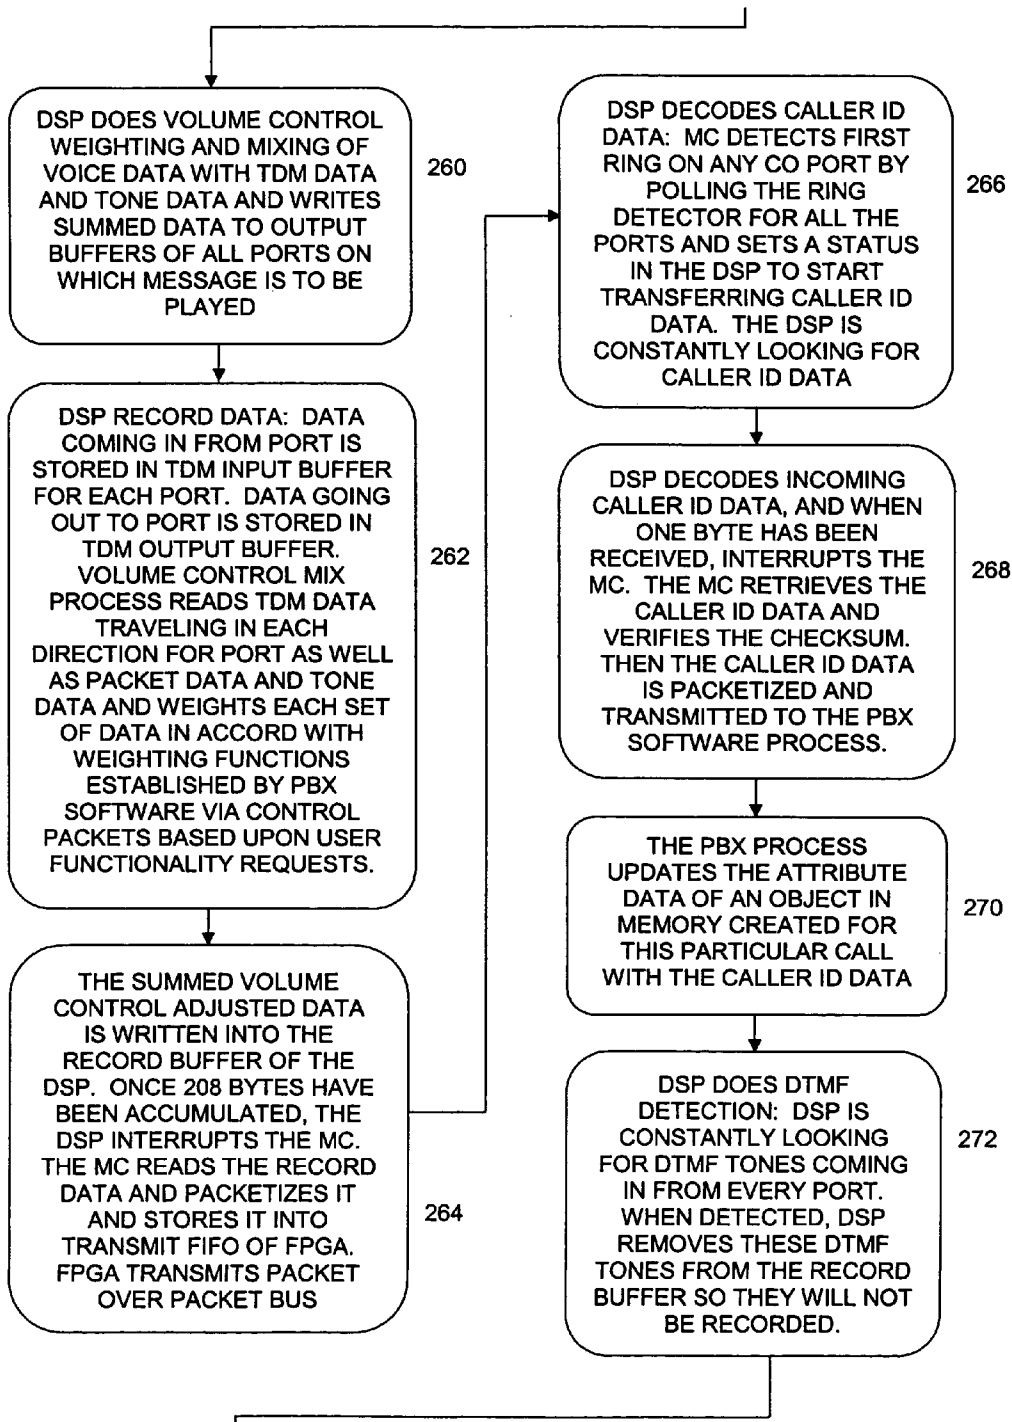 DSP DOES VOLUME CONTROL
WEIGHTING AND MIXING OF
VOICE DATA WITH TDM DATA
AND TONE DATA AND WRITES
SUMMED DATA TO OUTPUT
BUFFERS OF ALL PORTS ON
WHICH MESSAGE IS TO BE
PLAYED
260
DSP RECORD DATA: DATA
COMING IN FROM PORT IS
STORED IN TDM INPUT BUFFER
FOR EACH PORT. DATA GOING
OUT TO PORT IS STORED IN
TDM OUTPUT BUFFER.
VOLUME CONTROL MIX
PROCESS READS TDM DATA
TRAVELING IN EACH
DIRECTION FOR PORT AS WELL
AS PACKET DATA AND TONE
DATA AND WEIGHTS EACH SET
OF DATA IN ACCORD WITH
WEIGHTING FUNCTIONS
ESTABLISHED BY PBX
SOFTWARE VIA CONTROL
PACKETS BASED UPON USER
FUNCTIONALITY REQUESTS.
262
THE SUMMED VOLUME
CONTROL ADJUSTED DATA
IS WRITTEN INTO THE
RECORD BUFFER OF THE
DSP. ONCE 208 BYTES HAVE
BEEN ACCUMULATED, THE
DSP INTERRUPTS THE MC.
THE MC READS THE RECORD
DATA AND PACKETIZES IT
AND STORES IT INTO
TRANSMIT FIFO OF FPGA.
FPGA TRANSMITS PACKET
OVER PACKET BUS
264
DSP DECODES CALLER ID
DATA: MC DETECTS FIRST
RING ON ANY CO PORT BY
POLLING THE RING
DETECTOR FOR ALL THE
PORTS AND SETS A STATUS
IN THE DSP TO START
TRANSFERRING CALLER ID
DATA. THE DSP IS
CONSTANTLY LOOKING FOR
CALLER ID DATA
266
DSP DECODES INCOMING
CALLER ID DATA, AND WHEN
ONE BYTE HAS BEEN
RECEIVED, INTERRUPTS THE
MC. THE MC RETRIEVES THE
CALLER ID DATA AND
VERIFIES THE CHECKSUM.
THEN THE CALLER ID DATA
IS PACKETIZED AND
TRANSMITTED TO THE PBX
SOFTWARE PROCESS.
268
THE PBX PROCESS
UPDATES THE ATTRIBUTE
DATA OF AN OBJECT IN
MEMORY CREATED FOR
THIS PARTICULAR CALL
WITH THE CALLER ID DATA
270
DSP DOES DTMF
DETECTION: DSP IS
CONSTANTLY LOOKING
FOR DTMF TONES COMING
IN FROM EVERY PORT.
WHEN DETECTED, DSP
REMOVES THESE DTMF
TONES FROM THE RECORD
BUFFER SO THEY WILL NOT
BE RECORDED.
272